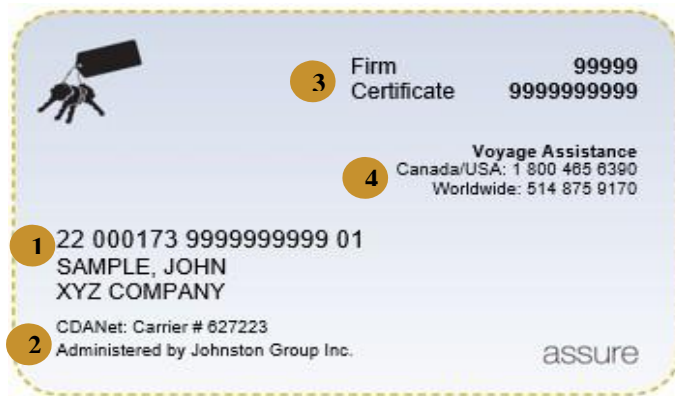 3
Firm 99999
Certificate 9999999999
Voyage Assistance
4
Canada/USA: 1 800 465 6390
Worldwide: 514 875 9170
1
22 000173 9999999999 01
SAMPLE, JOHN
XYZ COMPANY
CDANet: Carrier # 627223
2
Administered by Johnston Group Inc.
assure